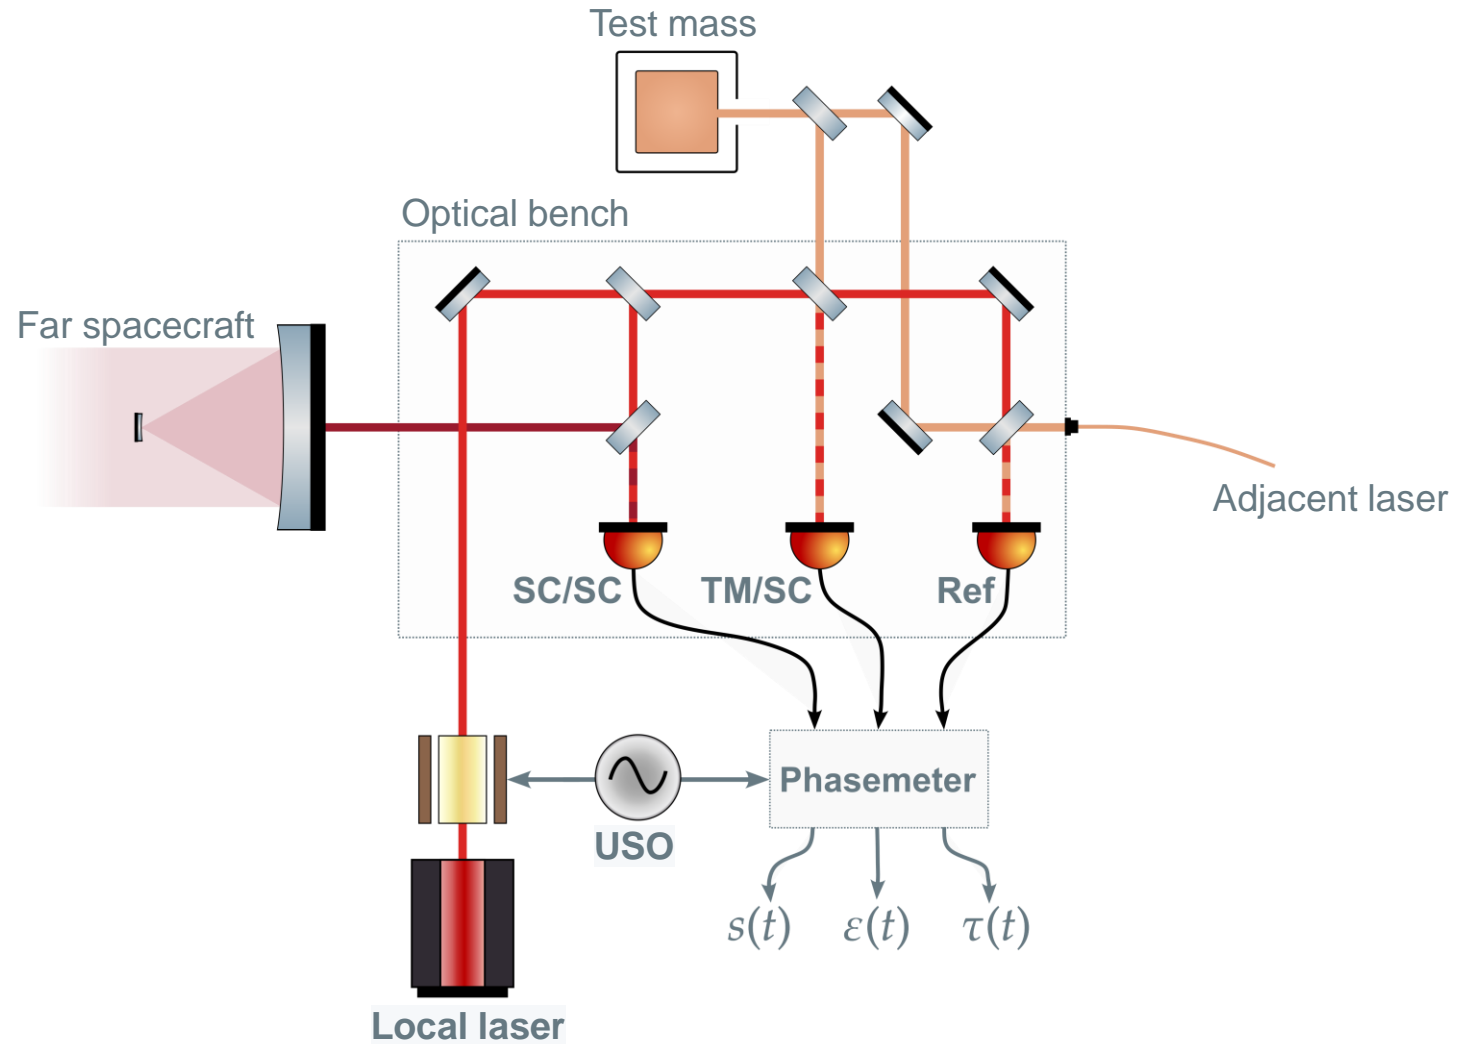 Test mass
Optical bench
Far spacecraft
Adjacent laser
SC/SC
TM/SC
Ref
Phasemeter
USO
s(t)
ε(t)
τ(t)
Local laser